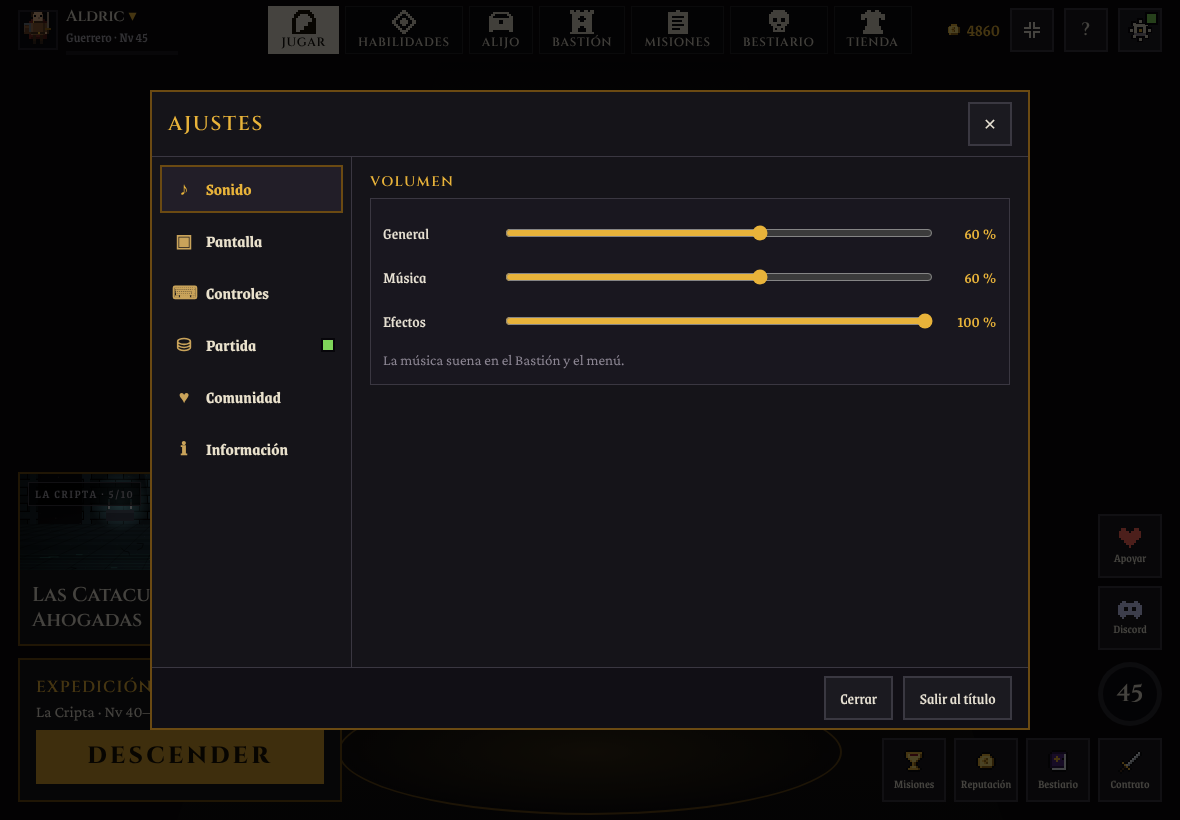 ALDRIC ▾
Guerrero · Nv 45
JUGAR
HABILIDADES
ALIJO
BASTIÓN
MISIONES
BESTIARIO
TIENDA
4860
?
AJUSTES
×
♪ Sonido
Pantalla
Controles
Partida
♥ Comunidad
ℹ Información
VOLUMEN
General 60 %
Música 60 %
Efectos 100 %
La música suena en el Bastión y el menú.
LA CRIPTA · 5/10
LAS CATACU
AHOGADAS
EXPEDICIÓN
La Cripta · Nv 40–
DESCENDER
Cerrar
Salir al título
Apoyar
Discord
45
Misiones
Reputación
Bestiario
Contrato